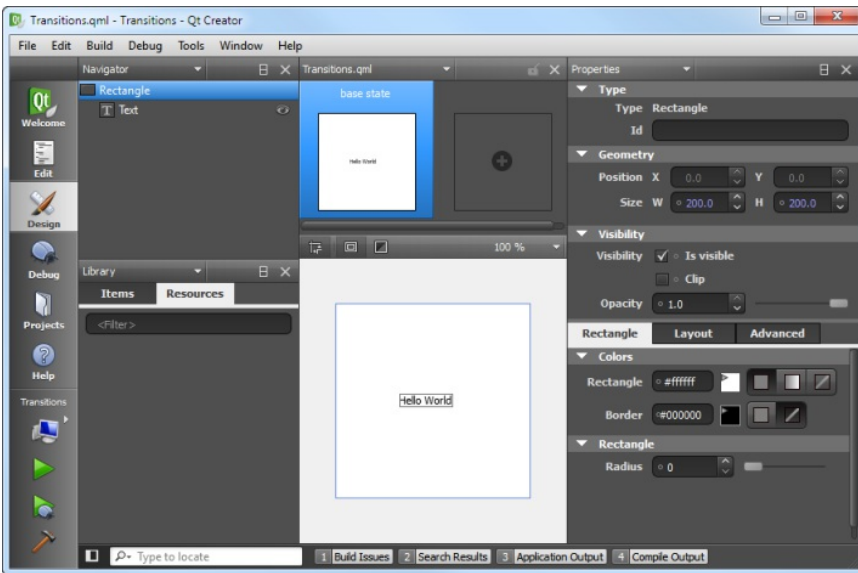 Transitions.qml - Transitions - Qt Creator
File Edit Build Debug Tools Window Help
Navigator
Rectangle
Text
Transitions.qml
base state
Hello World
Properties
Type
Type Rectangle
Id
Geometry
Position X 0.0 Y 0.0
Size W 200.0 H 200.0
Visibility
Visibility Is visible
Clip
Opacity 1.0
Rectangle Layout Advanced
Colors
Rectangle #ffffff
Border #000000
Rectangle
Radius 0
Qt
Welcome
Edit
Design
Debug
Projects
Help
Transitions
Library
Items Resources
<Filter>
100 %
Hello World
Type to locate
1 Build Issues 2 Search Results 3 Application Output 4 Compile Output